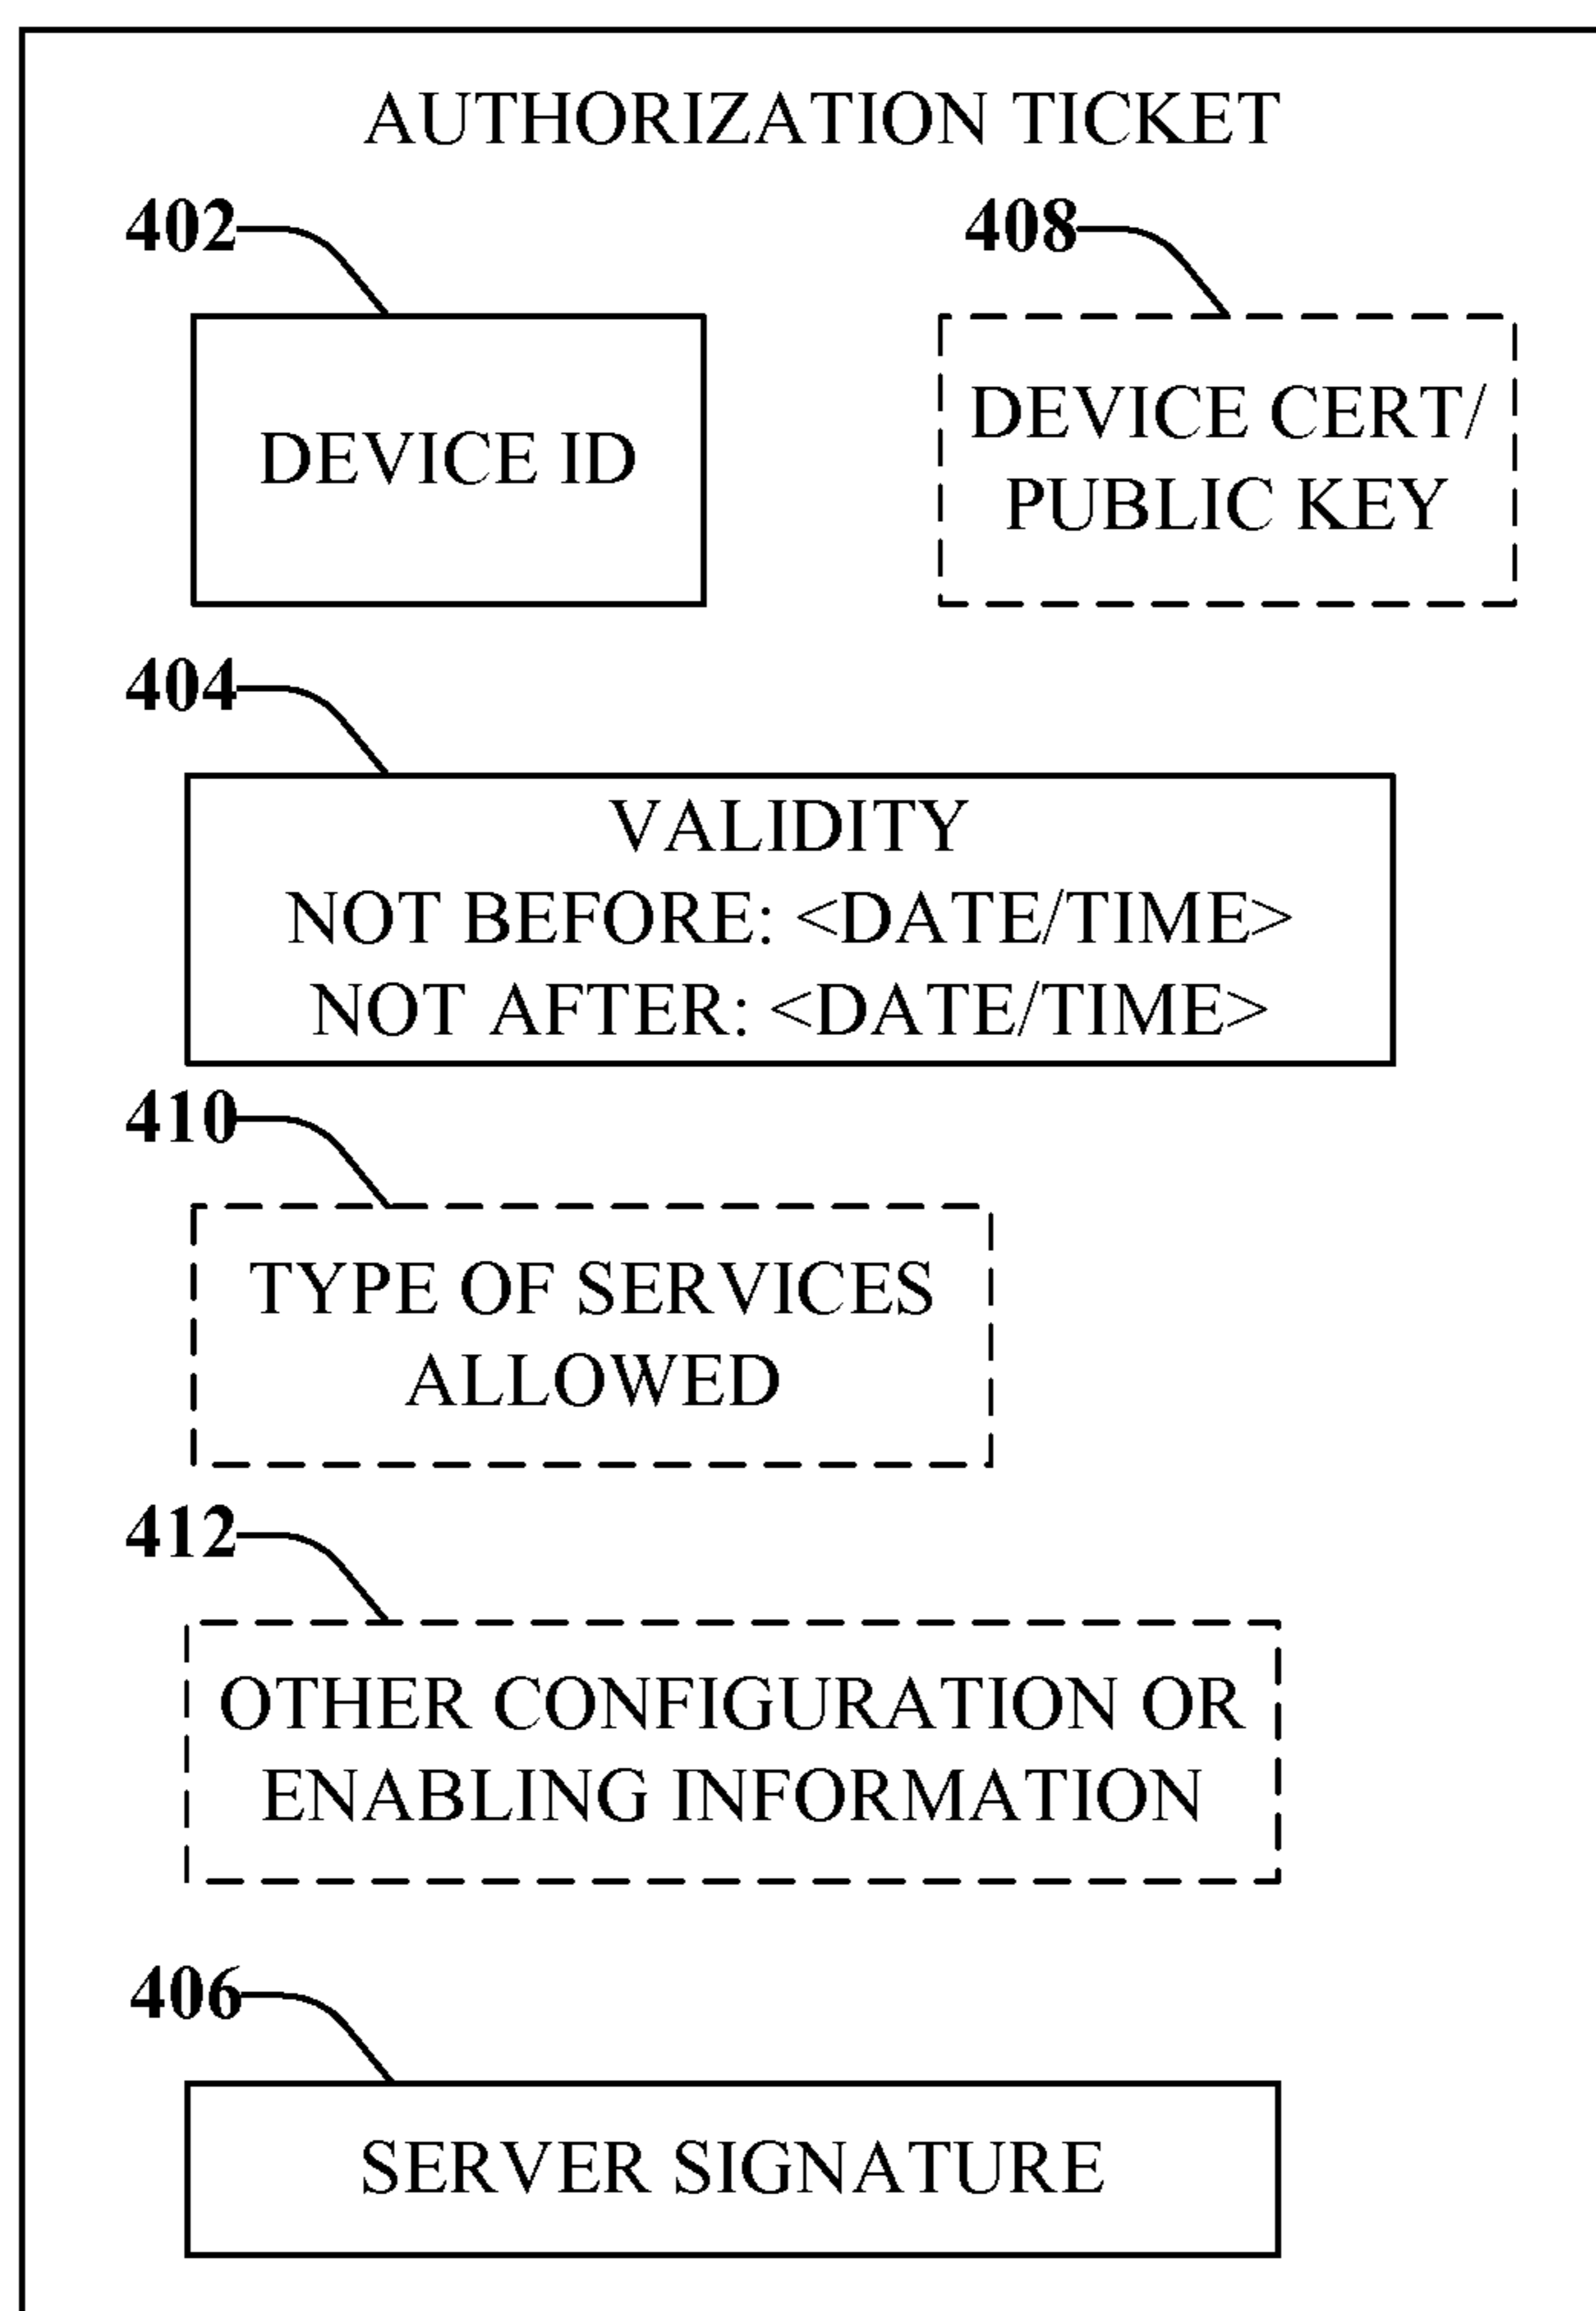 AUTHORIZATION TICKET
402
408
DEVICE ID
DEVICE CERT/
PUBLIC KEY
404
VALIDITY
NOT BEFORE: <DATE/TIME>
NOT AFTER: <DATE/TIME>
410
TYPE OF SERVICES
ALLOWED
412
OTHER CONFIGURATION OR
ENABLING INFORMATION
406
SERVER SIGNATURE